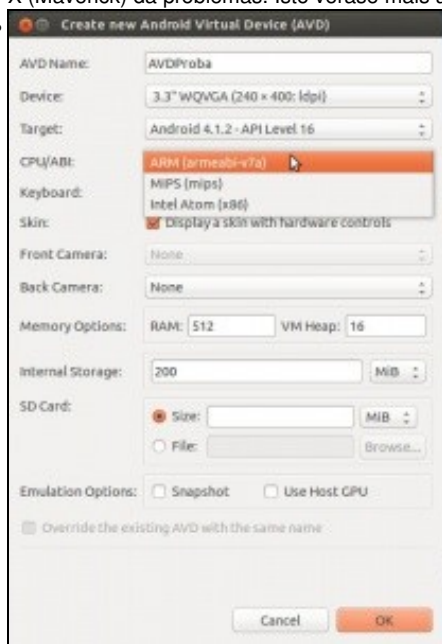 X (Maverick) da problemas. Isto verase mais
Create new Android Virtual Device (AVD)
AVD Name: AVDProba
Device: 3.3" WQVGA (240 × 400: ldpi)
Target: Android 4.1.2 - API Level 16
CPU/ABI: ARM (armeabi-v7a)
MIPS (mips)
Keyboard:
Intel Atom (x86)
Skin: Display a skin with hardware controls
Front Camera: None
Back Camera: None
Memory Options: RAM: 512 VM Heap: 16
Internal Storage: 200 MiB
SD Card:
Size: MiB
File: Browse...
Emulation Options: Snapshot Use Host GPU
Override the existing AVD with the same name
Cancel OK